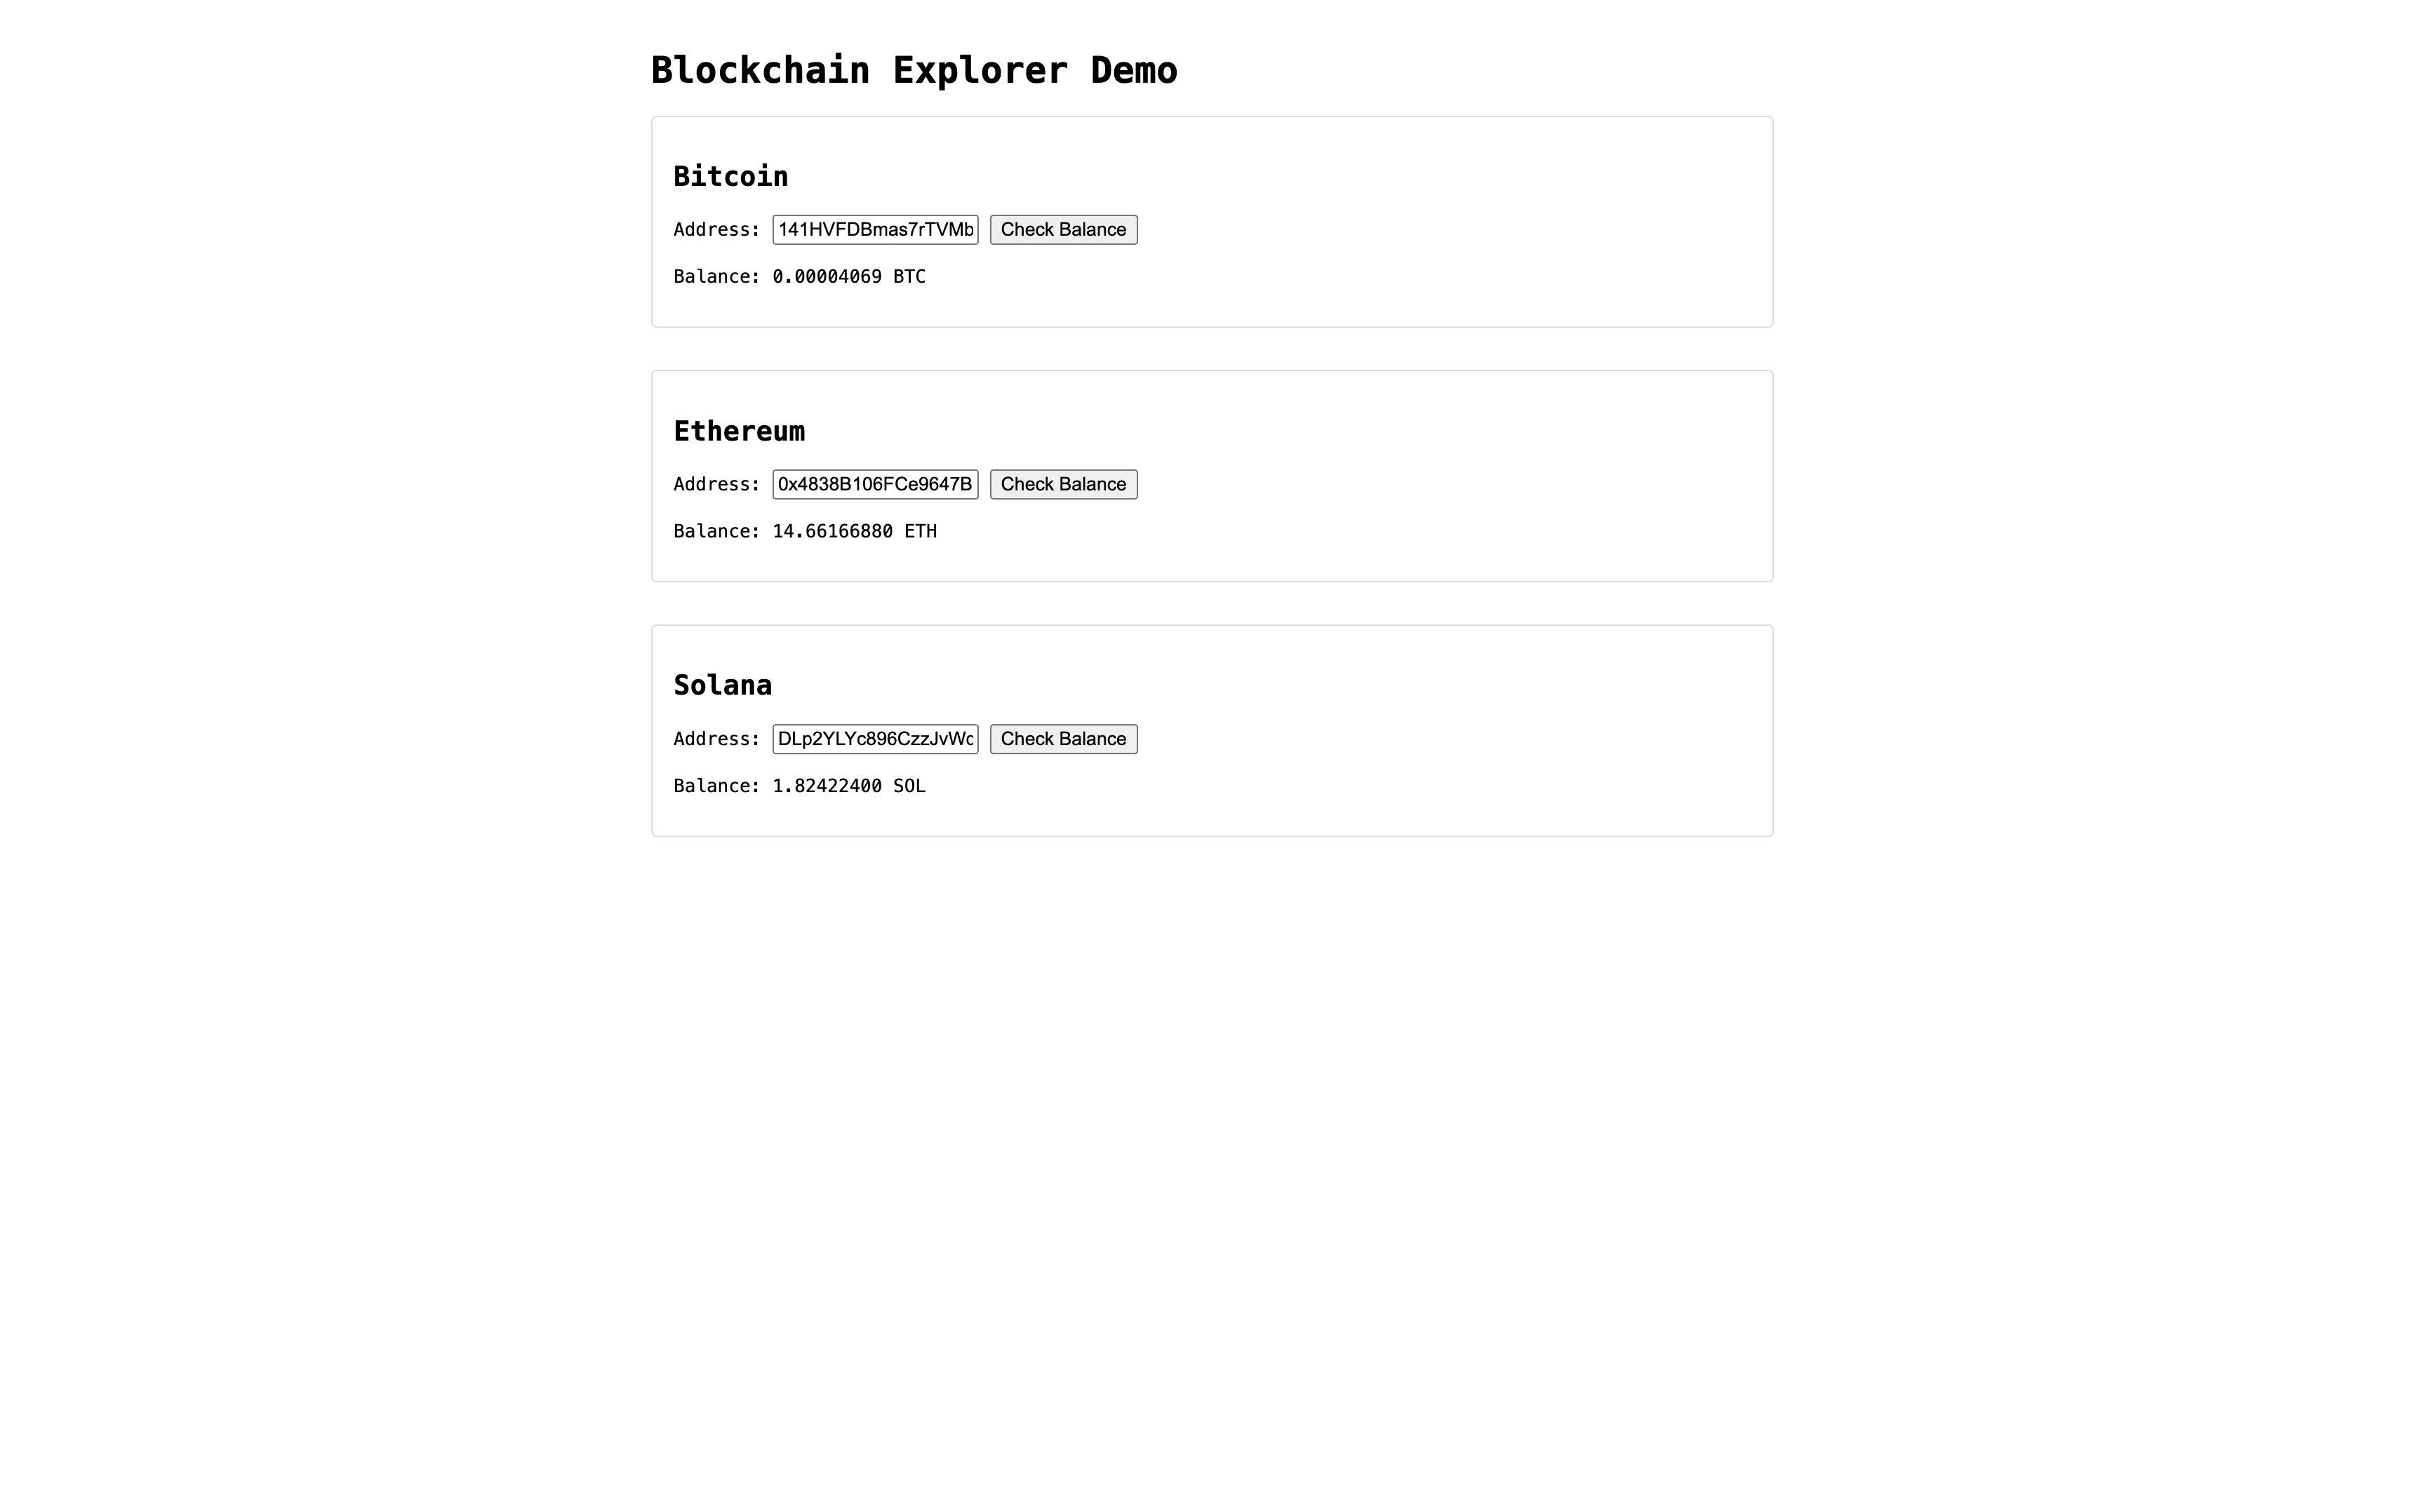 Blockchain Explorer Demo
Bitcoin
Address: 141HVFDBmas7rTVMb Check Balance
Balance: 0.00004069 BTC
Ethereum
Address: 0x4838B106FCe9647B Check Balance
Balance: 14.66166880 ETH
Solana
Address: DLp2YLYc896CzzJvWc Check Balance
Balance: 1.82422400 SOL